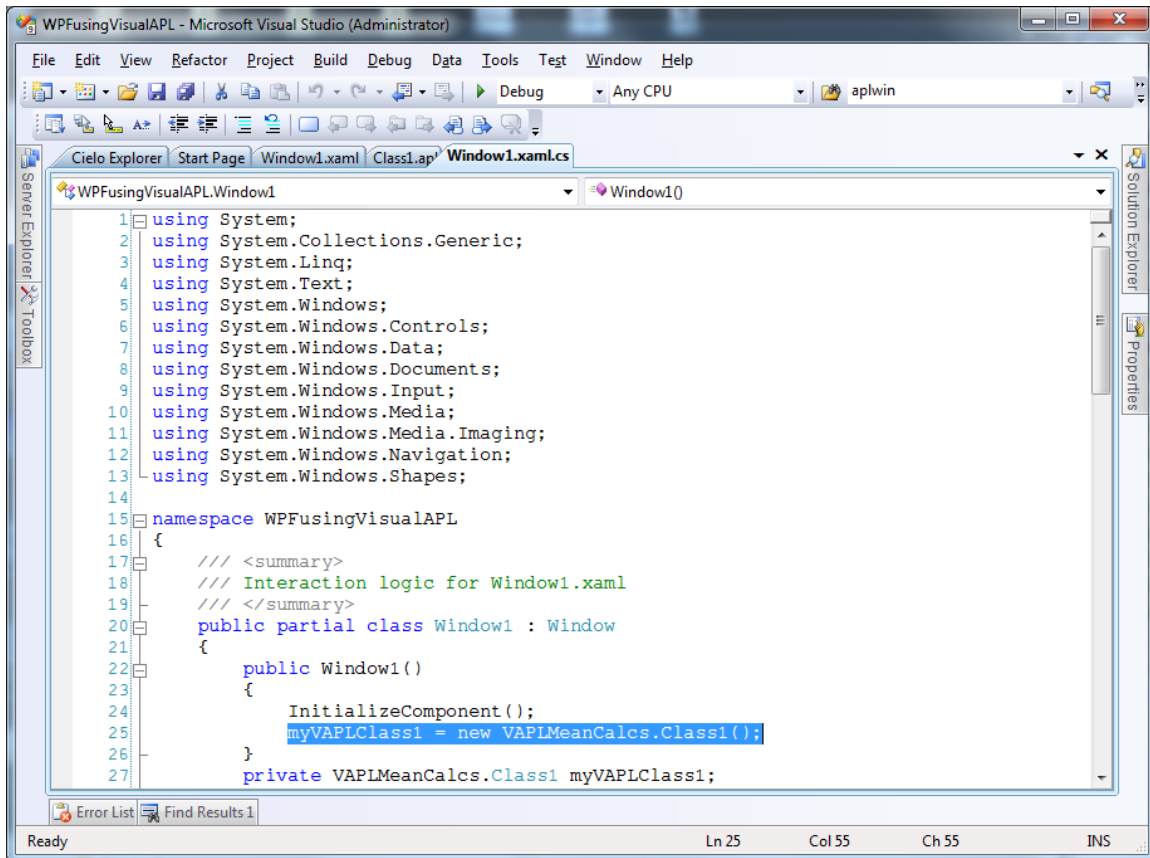 WPFusingVisualAPL - Microsoft Visual Studio (Administrator)
File Edit View Refactor Project Build Debug Data Tools Test Window Help
Debug Any CPU aplwin
Cielo Explorer Start Page Window1.xaml Class1.apl Window1.xaml.cs
WPFusingVisualAPL.Window1 Window1()
Server Explorer
Toolbox
Solution Explorer
Properties
1 using System;
2 using System.Collections.Generic;
3 using System.Linq;
4 using System.Text;
5 using System.Windows;
6 using System.Windows.Controls;
7 using System.Windows.Data;
8 using System.Windows.Documents;
9 using System.Windows.Input;
10 using System.Windows.Media;
11 using System.Windows.Media.Imaging;
12 using System.Windows.Navigation;
13 using System.Windows.Shapes;
14
15 namespace WPFusingVisualAPL
16 {
17 /// <summary>
18 /// Interaction logic for Window1.xaml
19 /// </summary>
20 public partial class Window1 : Window
21 {
22 public Window1()
23 {
24 InitializeComponent();
25 myVAPLClass1 = new VAPLMeanCalcs.Class1();
26 }
27 private VAPLMeanCalcs.Class1 myVAPLClass1;
Error List Find Results 1
Ready Ln 25 Col 55 Ch 55 INS